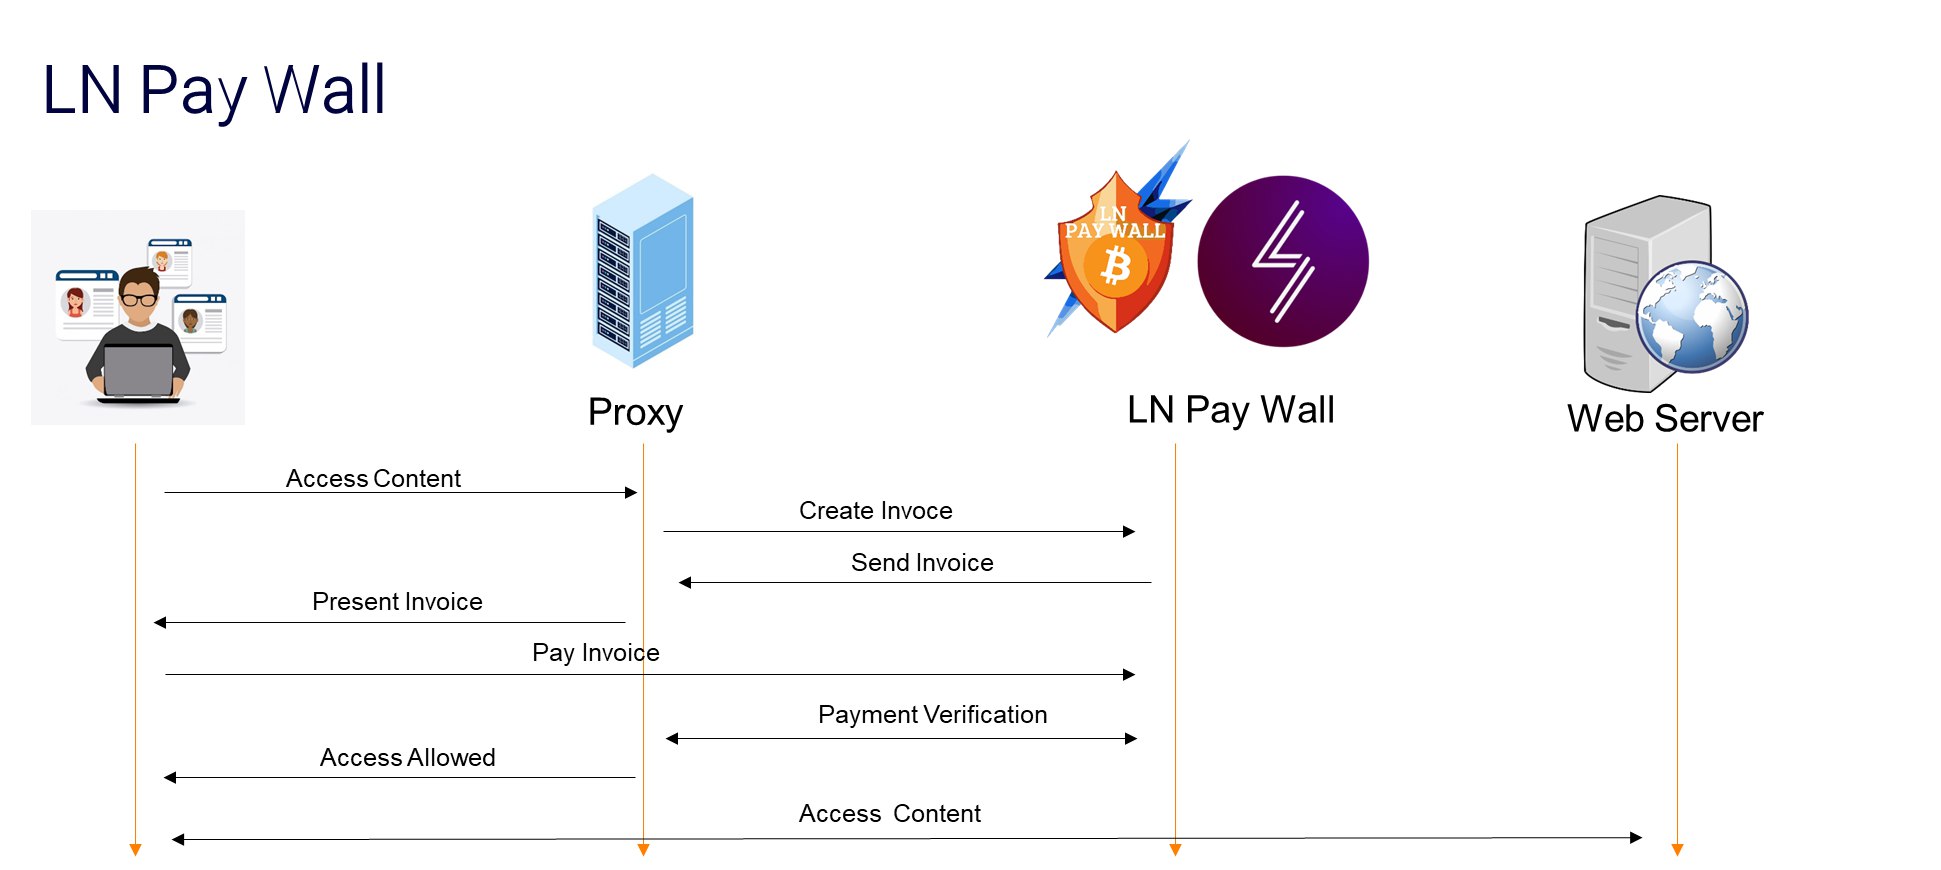 LN Pay Wall
LN
PAY WALL
Proxy
LN Pay Wall
Web Server
Access Content
Create Invoce
Send Invoice
Present Invoice
Pay Invoice
Payment Verification
Access Allowed
Access Content